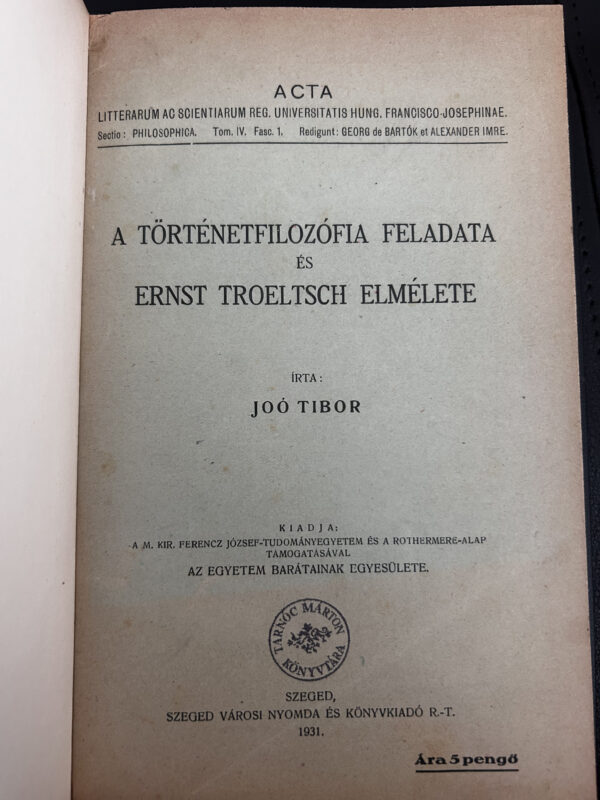 ACTA
LITTERARUM AC SCIENTIARUM REG. UNIVERSITATIS HUNG. FRANCISCO-JOSEPHINAE.
Sectio: PHILOSOPHICA. Tom. IV. Fasc. 1. Redigunt: GEORG de BARTÓK et ALEXANDER IMRE.
A TÖRTÉNETFILOZÓFIA FELADATA
ÉS
ERNST TROELTSCH ELMÉLETE
ÍRTA:
JOÓ TIBOR
KIADJA:
A M. KIR. FERENCZ JÓZSEF-TUDOMÁNYEGYETEM ÉS A ROTHERMERE-ALAP
TÁMOGATÁSÁVAL
AZ EGYETEM BARÁTAINAK EGYESÜLETE.
TARNÓC MÁRTON
KÖNYVTÁRA
SZEGED,
SZEGED VÁROSI NYOMDA ÉS KÖNYVKIADÓ R.-T.
1931.
Ára 5 pengő